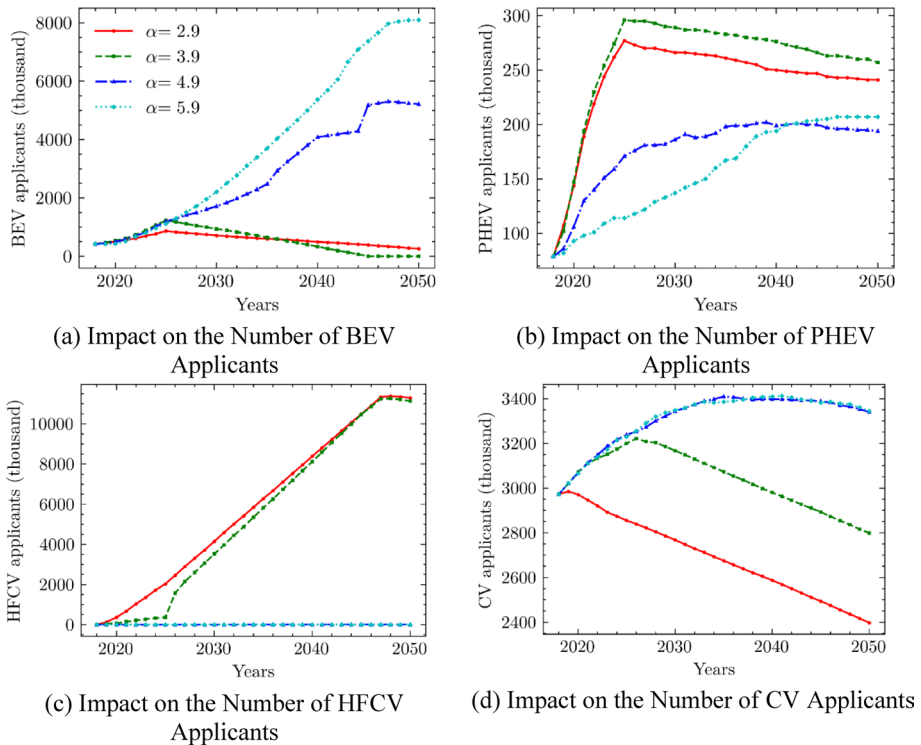 BEV applicants (thousand)
8000
6000
4000
2000
0
α= 2.9
α= 3.9
α= 4.9
α= 5.9
2020 2030 2040 2050
Years
(a) Impact on the Number of BEV
Applicants
PHEV applicants (thousand)
300
250
200
150
100
2020 2030 2040 2050
Years
(b) Impact on the Number of PHEV
Applicants
HFCV applicants (thousand)
10000
8000
6000
4000
2000
0
2020 2030 2040 2050
Years
(c) Impact on the Number of HFCV
Applicants
CV applicants (thousand)
3400
3200
3000
2800
2600
2400
2020 2030 2040 2050
Years
(d) Impact on the Number of CV Applicants